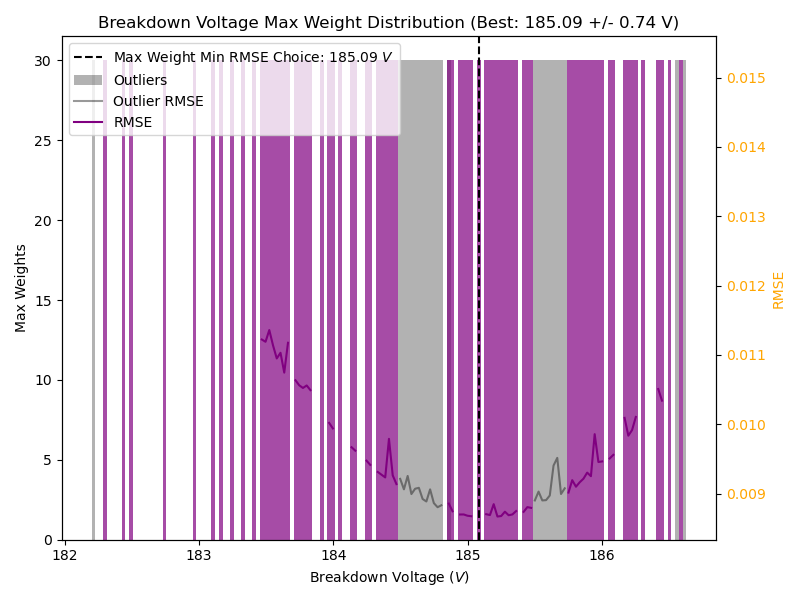 Breakdown Voltage Max Weight Distribution (Best: 185.09 +/- 0.74 V)
Max Weight Min RMSE Choice: 185.09 V
Outliers
Outlier RMSE
RMSE
Max Weights
30
25
20
15
10
5
0
0.015
0.014
0.013
0.012
0.011
0.010
0.009
RMSE
182
183
184
185
186
Breakdown Voltage (V)